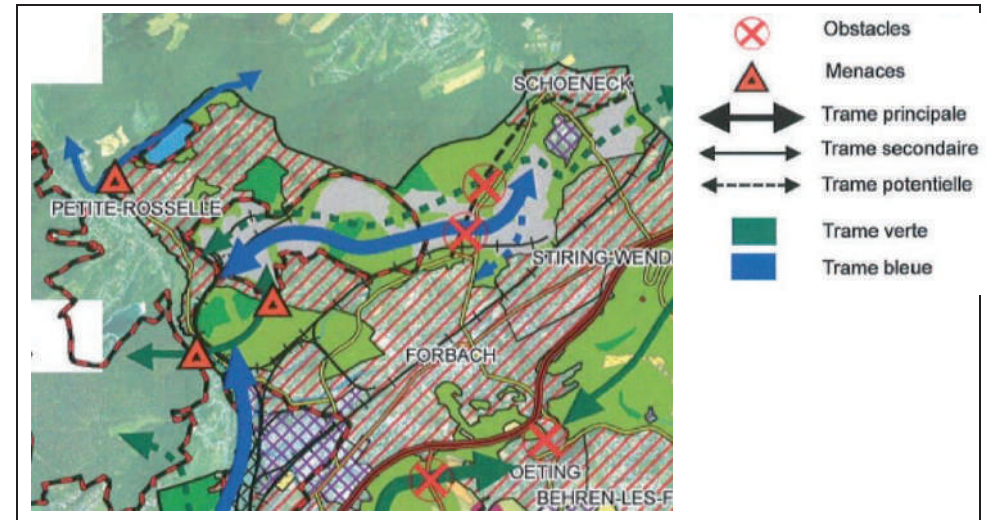 SCHOENECK
PETITE-ROSSELLE
STIRING-WEND
FORBACH
OETING
BEHREN-LES-F
Obstacles
Menaces
Trame principale
Trame secondaire
Trame potentielle
Trame verte
Trame bleue